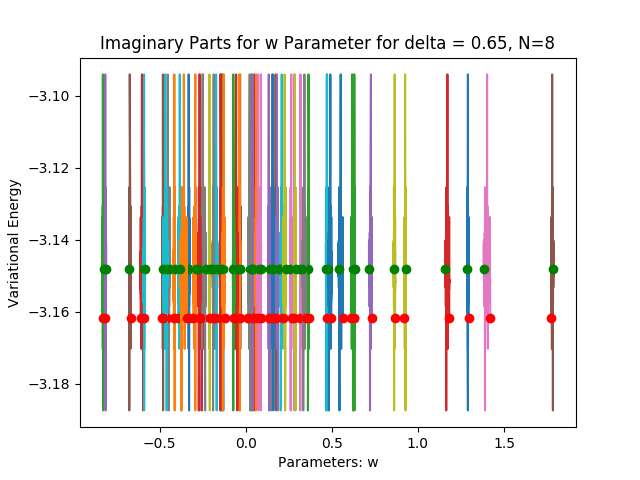 Imaginary Parts for w Parameter for delta = 0.65, N=8
Variational Energy
−3.10
−3.12
−3.14
−3.16
−3.18
−0.5 0.0 0.5 1.0 1.5
Parameters: w